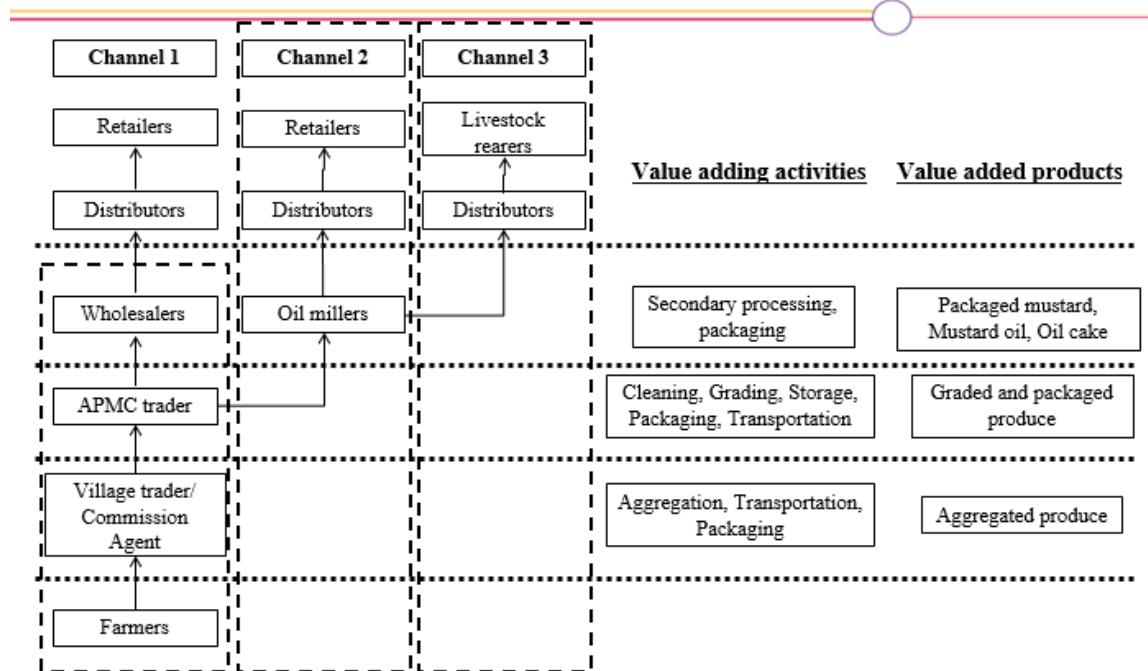 Channel 1
Channel 2
Channel 3
Retailers
Retailers
Livestock
rearers
Value adding activities
Value added products
Distributors
Distributors
Distributors
Wholesalers
Oil millers
Secondary processing,
packaging
Packaged mustard,
Mustard oil, Oil cake
APMC trader
Cleaning, Grading, Storage,
Packaging, Transportation
Graded and packaged
produce
Village trader/
Commission
Agent
Aggregation, Transportation,
Packaging
Aggregated produce
Farmers